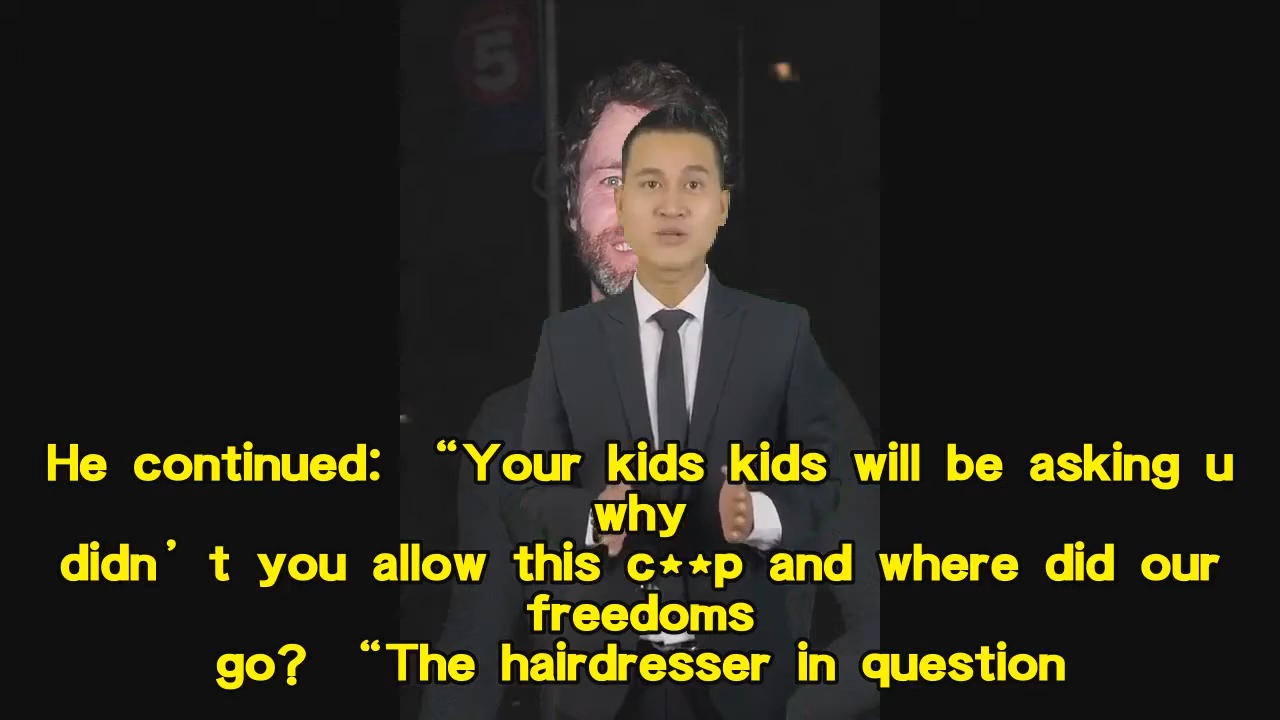 5
He continued: “Your kids kids will be asking u
why
didn’t you allow this c**p and where did our
freedoms
go? “The hairdresser in question